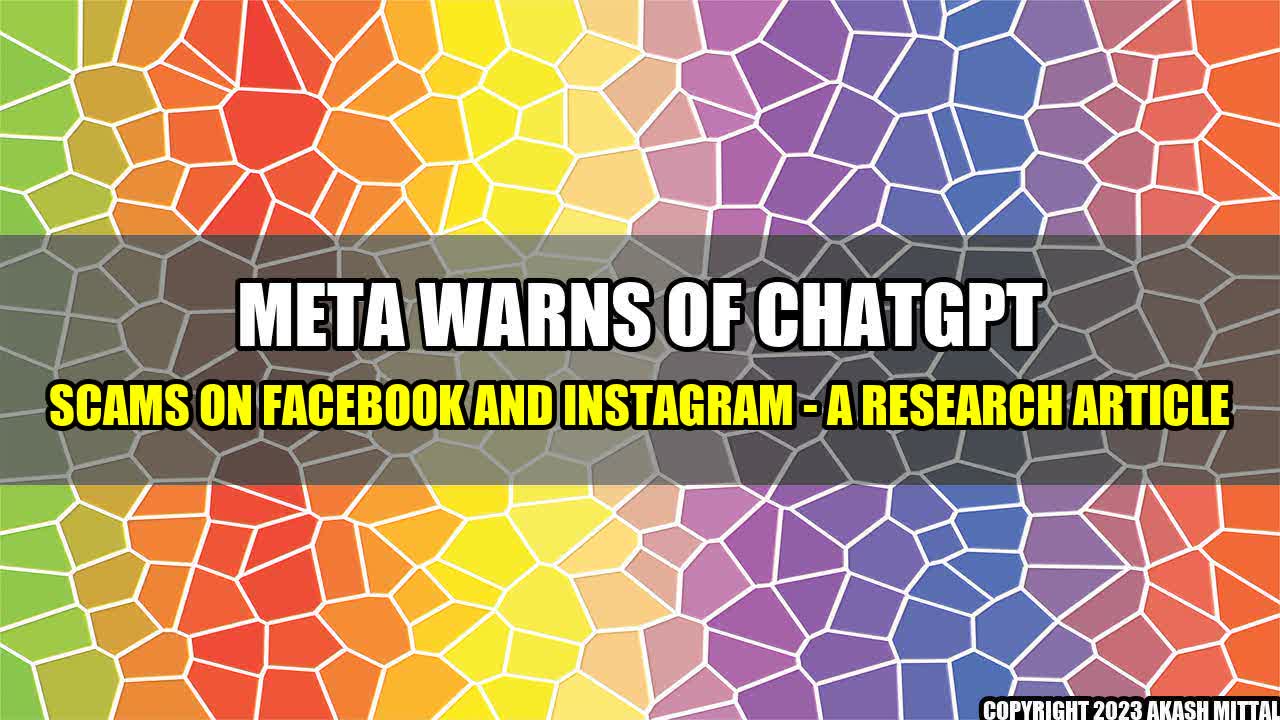 META WARNS OF CHATGPT
SCAMS ON FACEBOOK AND INSTAGRAM - A RESEARCH ARTICLE
COPYRIGHT 2023 AKASH MITTAL